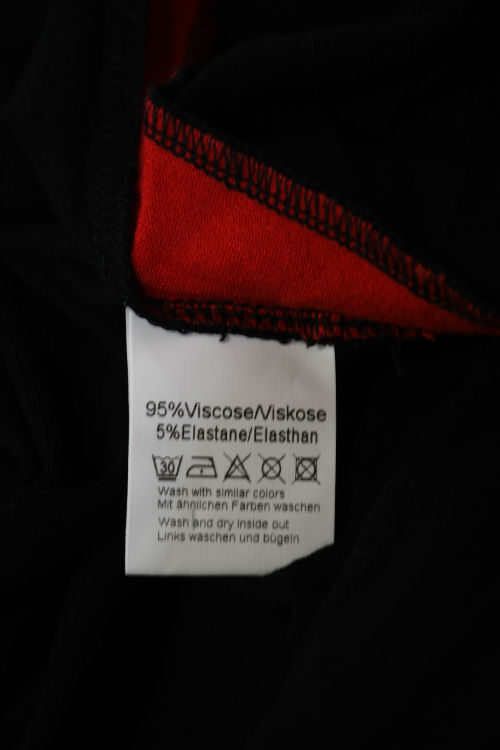 95%Viscose/Viskose
5%Elastane/Elasthan
30
Wash with similar colors
Mit ähnlichen Farben waschen
Wash and dry inside out
Links waschen und bügeln